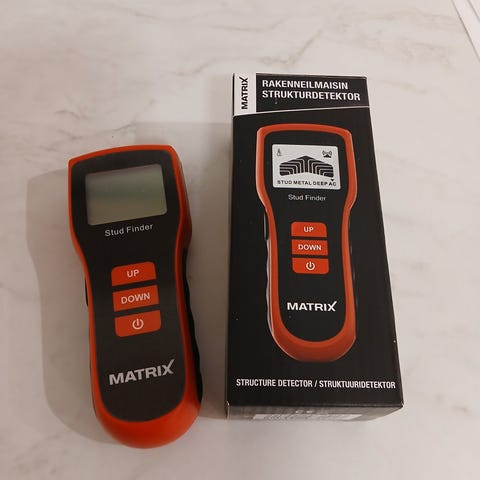 Stud Finder
UP
DOWN
MATRIX
MATRIX
RAKENNEILMAISIN
STRUKTURDETEKTOR
STUD METAL DEEP AC
Stud Finder
UP
DOWN
MATRIX
STRUCTURE DETECTOR / STRUKTUURIDETEKTOR